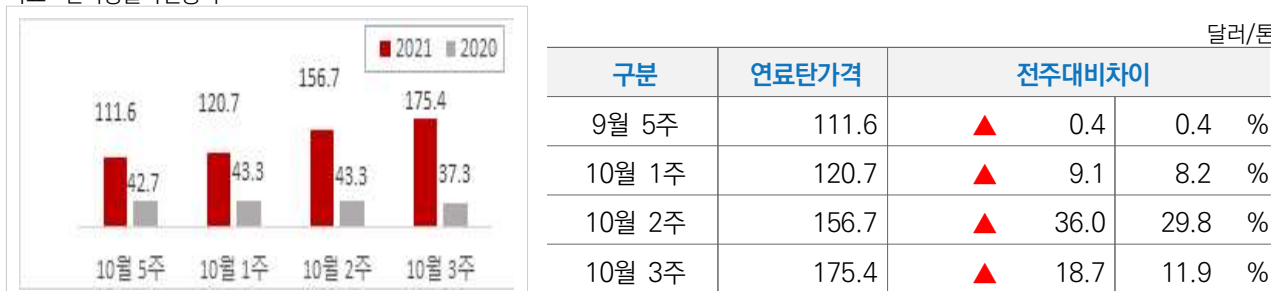 달러/톤
2021 2020
111.6 120.7 156.7 175.4
42.7 43.3 43.3 37.3
10월 5주 10월 1주 10월 2주 10월 3주
구분 연료탄가격 전주대비차이
9월 5주 111.6 ▲ 0.4 0.4 %
10월 1주 120.7 ▲ 9.1 8.2 %
10월 2주 156.7 ▲ 36.0 29.8 %
10월 3주 175.4 ▲ 18.7 11.9 %